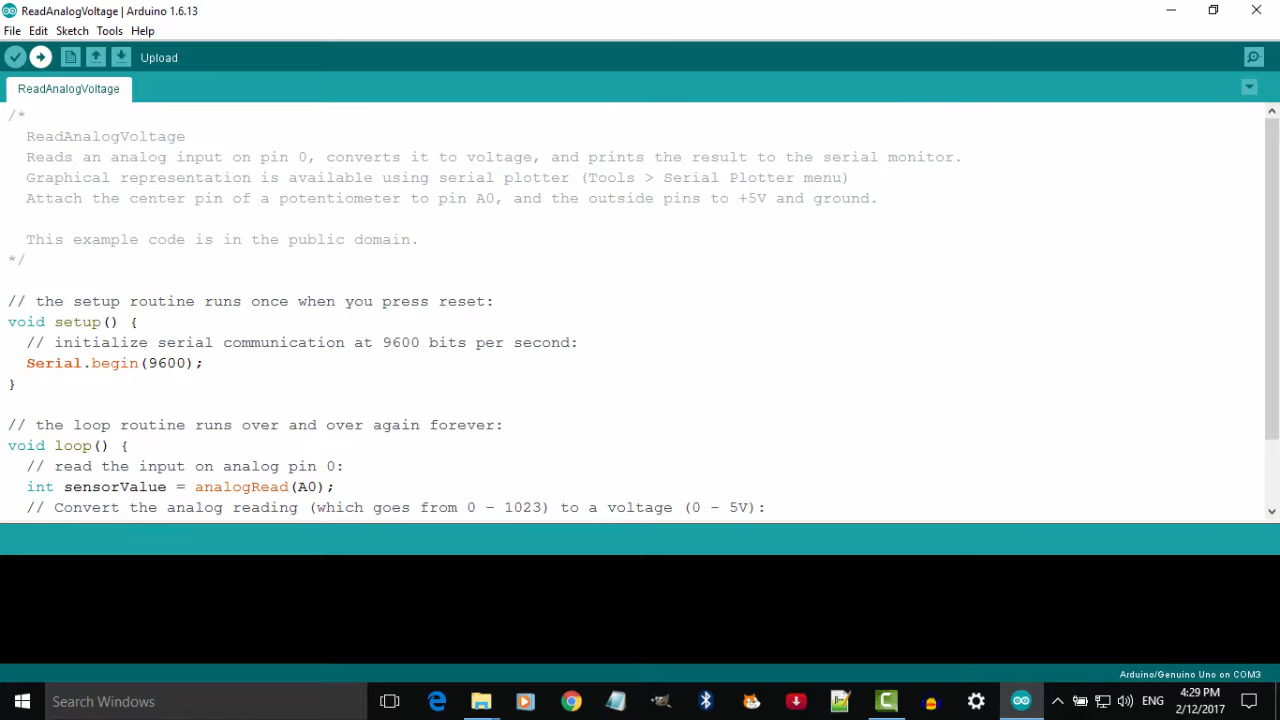 ReadAnalogVoltage | Arduino 1.6.13
File Edit Sketch Tools Help
Upload
ReadAnalogVoltage
/*
ReadAnalogVoltage
Reads an analog input on pin 0, converts it to voltage, and prints the result to the serial monitor.
Graphical representation is available using serial plotter (Tools > Serial Plotter menu)
Attach the center pin of a potentiometer to pin A0, and the outside pins to +5V and ground.
This example code is in the public domain.
*/
// the setup routine runs once when you press reset:
void setup() {
// initialize serial communication at 9600 bits per second:
Serial.begin(9600);
}
// the loop routine runs over and over again forever:
void loop() {
// read the input on analog pin 0:
int sensorValue = analogRead(A0);
// Convert the analog reading (which goes from 0 - 1023) to a voltage (0 - 5V):
Arduino/Genuino Uno on COM3
Search Windows
ENG
4:29 PM
2/12/2017